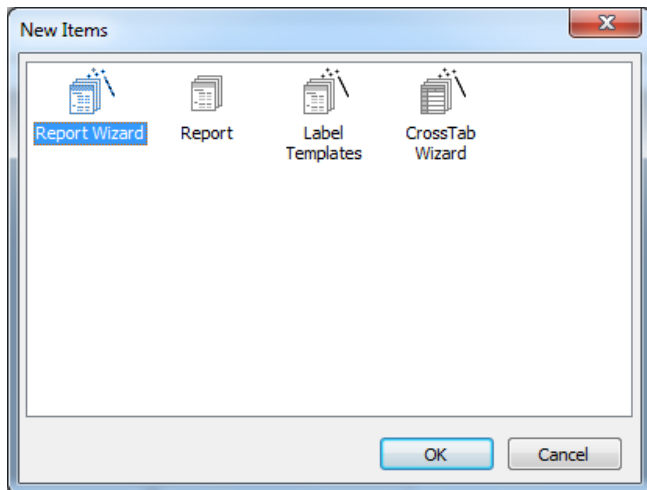 New Items
Report Wizard
Report
Label
Templates
CrossTab
Wizard
OK
Cancel